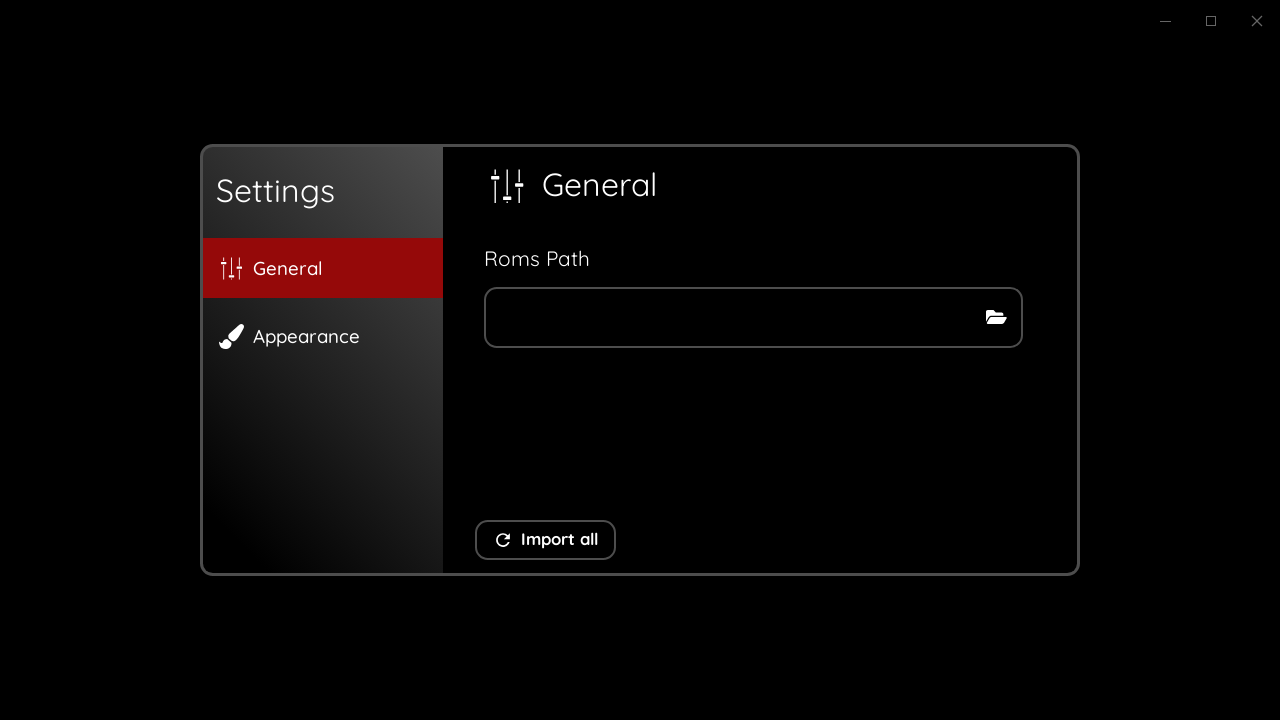 Settings
General
Appearance
General
Roms Path
Import all